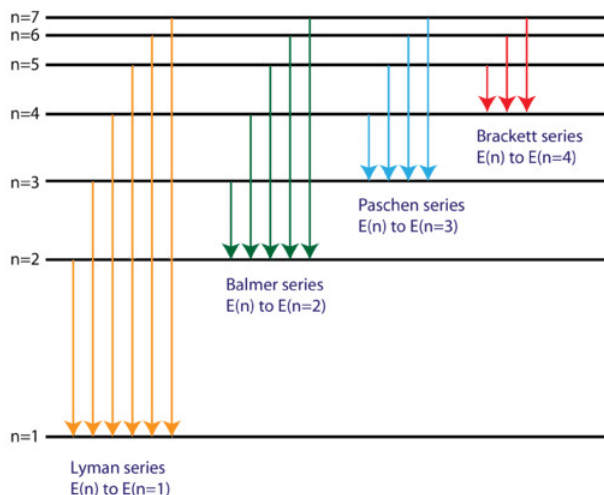 n=7
n=6
n=5
n=4
Brackett series
E(n) to E(n=4)
n=3
Paschen series
E(n) to E(n=3)
n=2
Balmer series
E(n) to E(n=2)
n=1
Lyman series
E(n) to E(n=1)